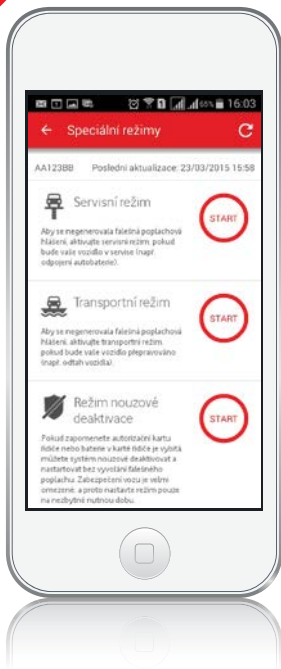 65% 16:03
Speciální režimy
AA123BB Poslední aktualizace: 23/03/2015 15:58
Servisní režim
START
Aby se negenerovala falešná poplachová
hlášení, aktivujte servisní režim, pokud
bude vaše vozidlo v servise (např.
odpojení autobaterie).
Transportní režim
START
Aby se negenerovala falešná poplachová
hlášení, aktivujte transportní režim,
pokud bude vaše vozidlo přepravováno
(např. odtah vozidla).
Režim nouzové
deaktivace
START
Pokud zapomenete autorizační kartu
řidiče nebo baterie v kartě řidiče je vybitá
můžete systém nouzově deaktivovat a
nastartovat bez vyvolání falešného
poplachu. Zabezpečení vozu je velmi
omezené, a proto nastavte režim pouze
na nezbytně nutnou dobu.